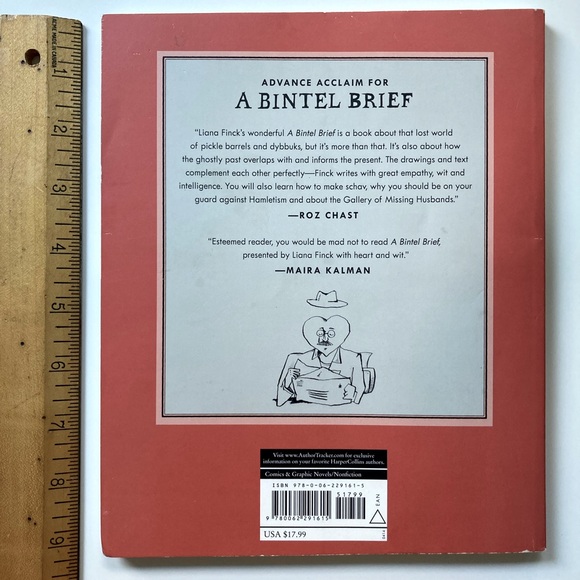 ADVANCE ACCLAIM FOR
A BINTEL BRIEF
"Liana Finck's wonderful A Bintel Brief is a book about that lost world
of pickle barrels and dybbuks, but it's more than that. It's also about how
the ghostly past overlaps with and informs the present. The drawings and text
complement each other perfectly—Finck writes with great empathy, wit and
intelligence. You will also learn how to make schav, why you should be on your
guard against Hamletism and about the Gallery of Missing Husbands."
—ROZ CHAST
"Esteemed reader, you would be mad not to read A Bintel Brief,
presented by Liana Finck with heart and wit."
—MAIRA KALMAN
Visit www.AuthorTracker.com for exclusive
information on your favorite HarperCollins authors.
Comics & Graphic Novels/Nonfiction
ISBN 978-0-06-229161-5
51799
9 780062 291615
EAN
USA $17.99
1
2
3
4
5
6
7
8
9